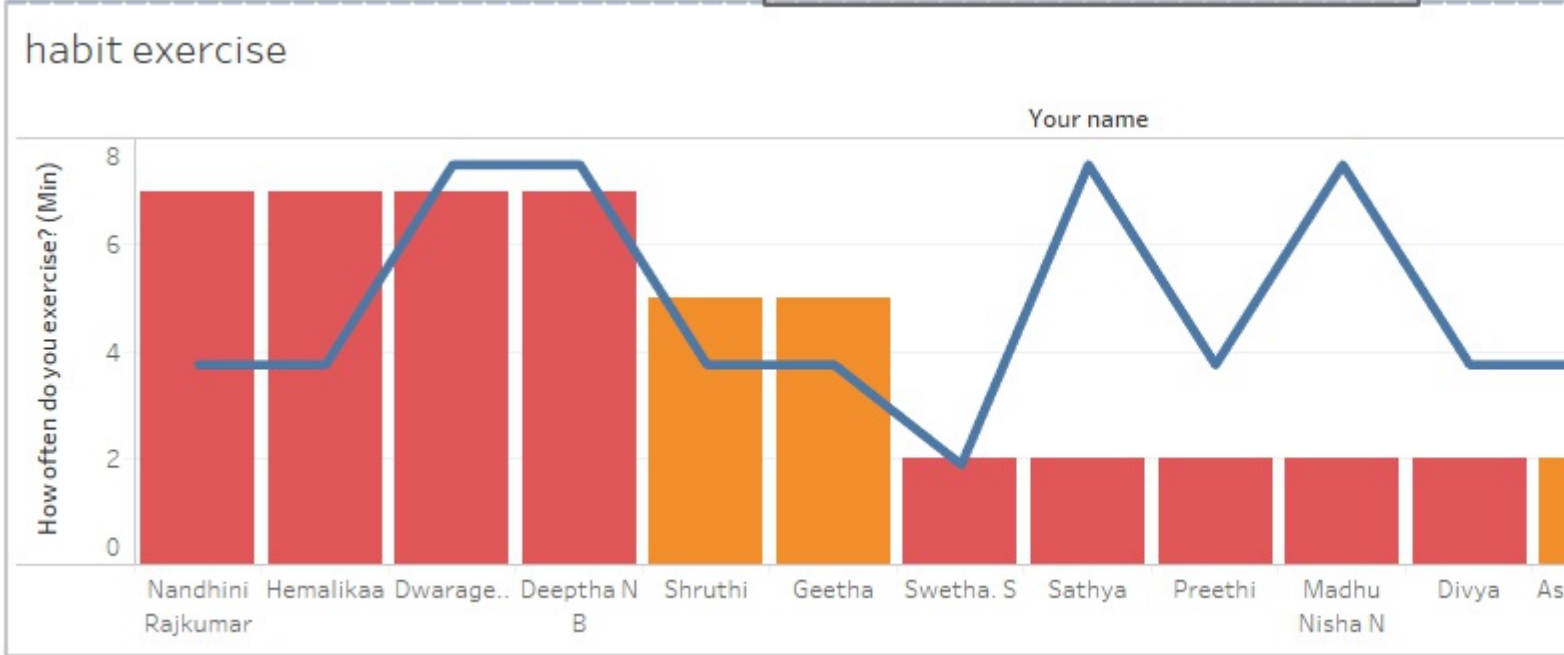 habit exercise
Your name
How often do you exercise? (Min)
8
6
4
2
0
Nandhini Hemalikaa Dwarage.. Deeptha N Shruthi Geetha Swetha. S Sathya Preethi Madhu Divya As
Rajkumar B Nisha N